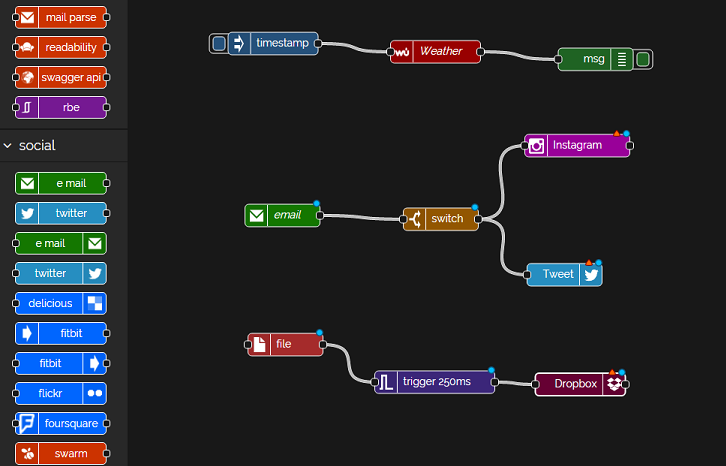 mail parse
readability
swagger api
rbe
social
e mail
twitter
e mail
twitter
delicious
fitbit
fitbit
flickr
foursquare
swarm
timestamp
Weather
msg
Instagram
email
switch
Tweet
file
trigger 250ms
Dropbox